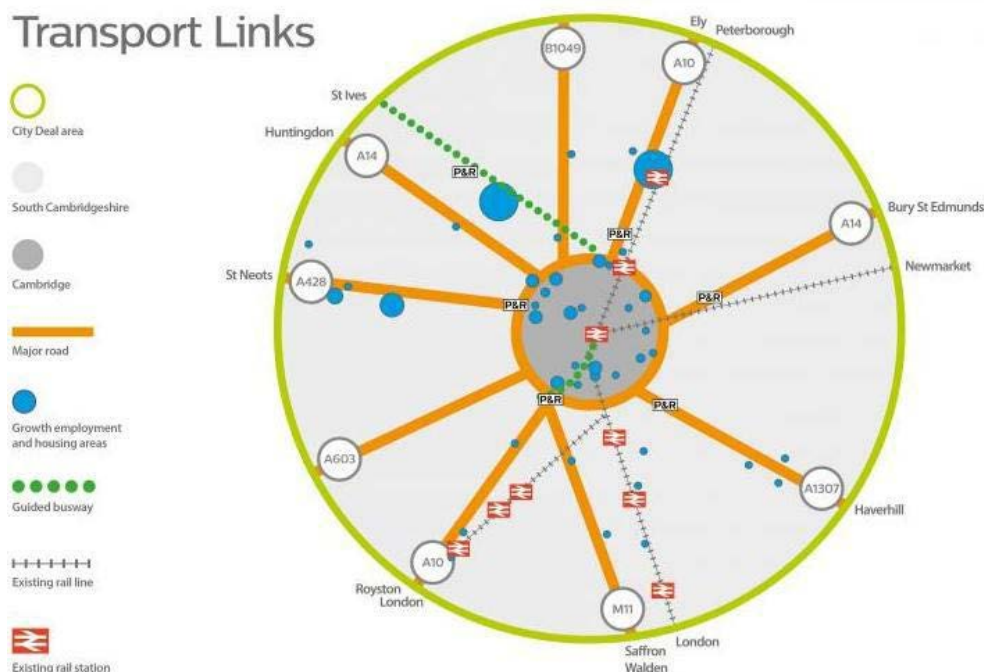 Transport Links
City Deal area
South Cambridgeshire
Cambridge
Major road
Growth employment
and housing areas
Guided busway
Existing rail line
Existing rail station
Ely
Peterborough
B1049
A10
St Ives
Huntingdon
A14
P&R
Bury St Edmunds
A14
P&R
Newmarket
St Neots
A428
P&R
P&R
P&R
P&R
A603
A1307
Haverhill
A10
Royston
London
M11
London
Saffron
Walden